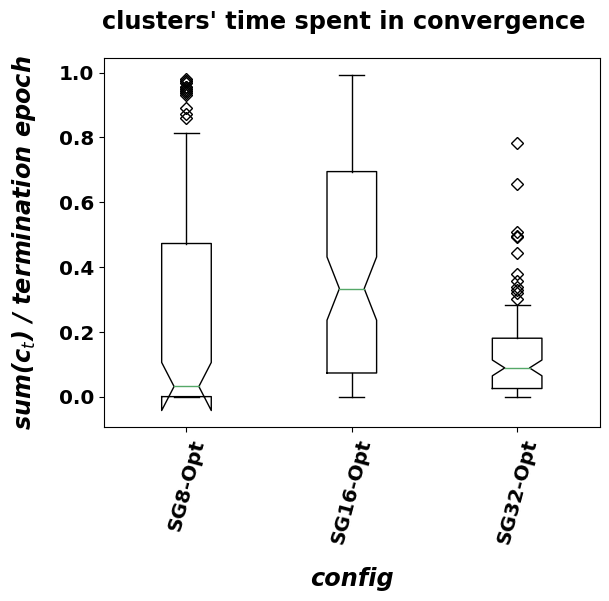 clusters' time spent in convergence
sum(c_t) / termination epoch
1.0
0.8
0.6
0.4
0.2
0.0
SG8-Opt
SG16-Opt
SG32-Opt
config